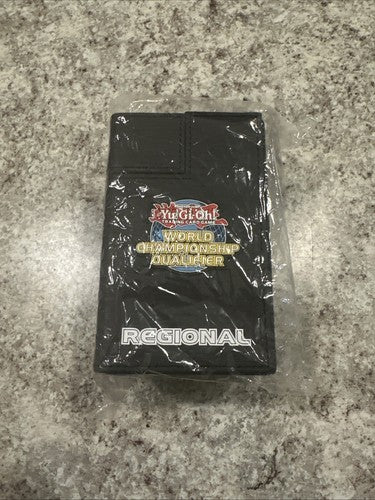 Yu-Gi-Oh!
TRADING CARD GAME
WORLD
CHAMPIONSHIP
QUALIFIER
REGIONAL